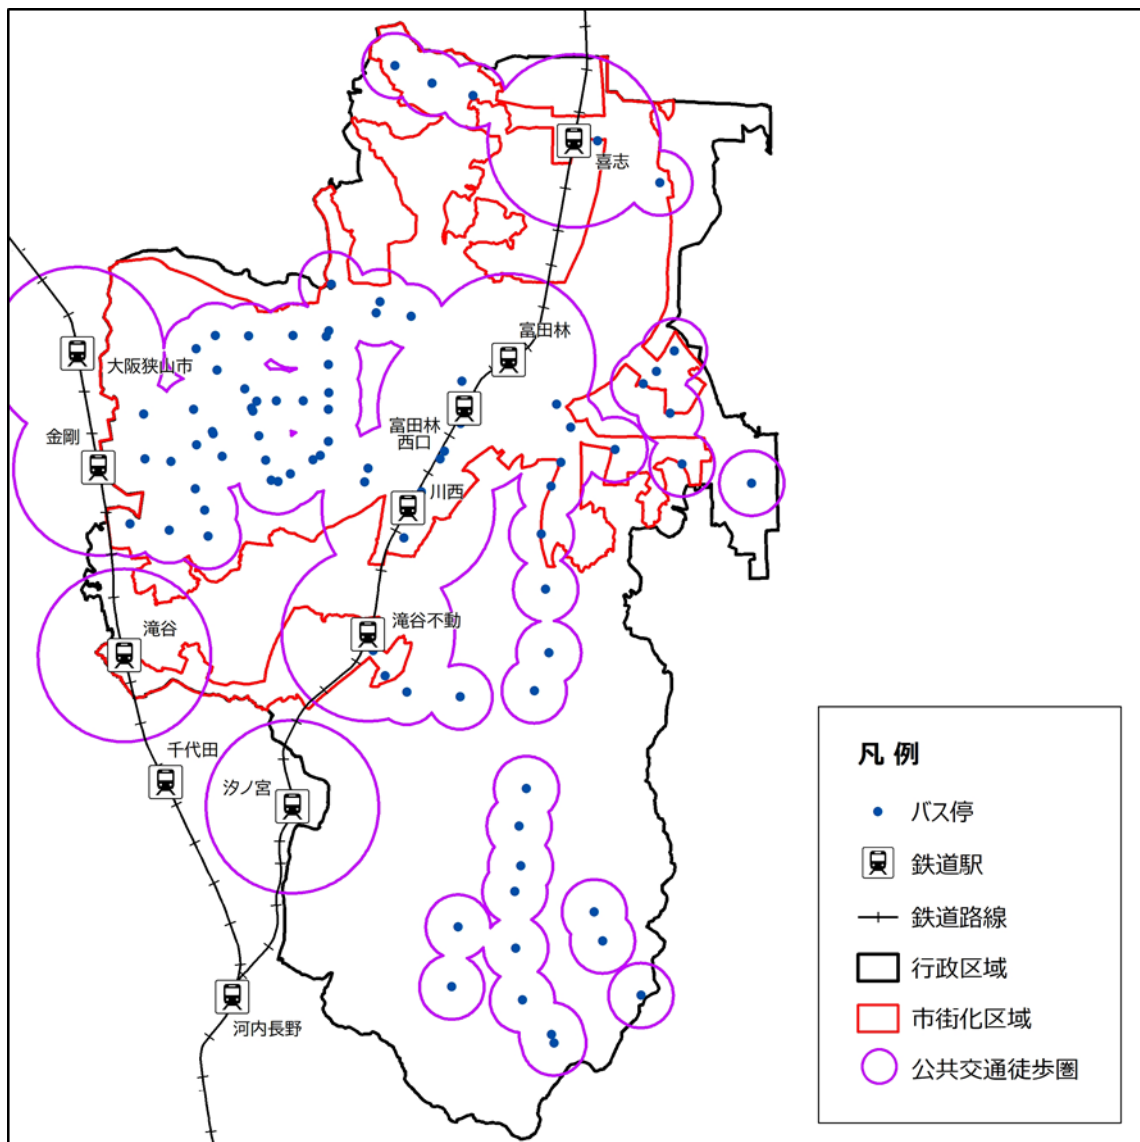 喜志
富田林
大阪狭山市
富田林
西口
金剛
川西
滝谷
滝谷不動
千代田
汐ノ宮
河内長野
凡 例
バス停
鉄道駅
鉄道路線
行政区域
市街化区域
公共交通徒歩圏